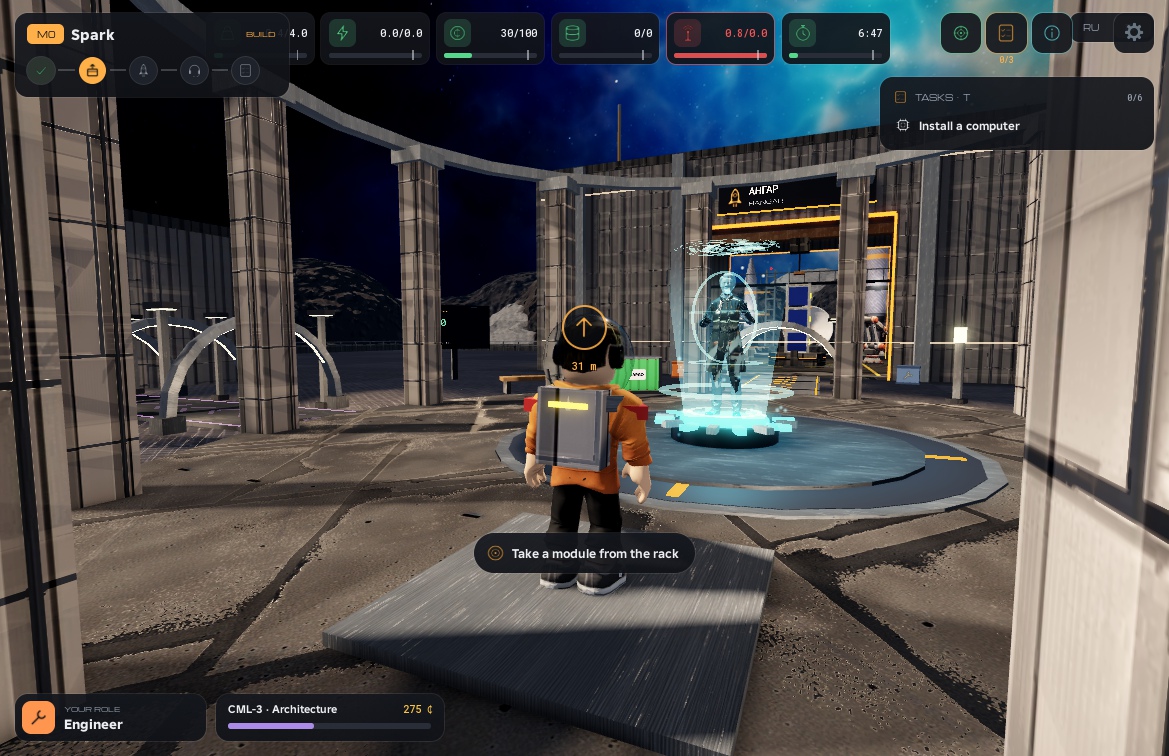 M0
Spark
BUILD
4.0
0.0/0.0
30/100
0/0
0.8/0.0
6:47
0/3
RU
TASKS · T
0/6
Install a computer
АНГАР
HANGAR
31 m
Take a module from the rack
YOUR ROLE
Engineer
CML-3 · Architecture
275 ₵